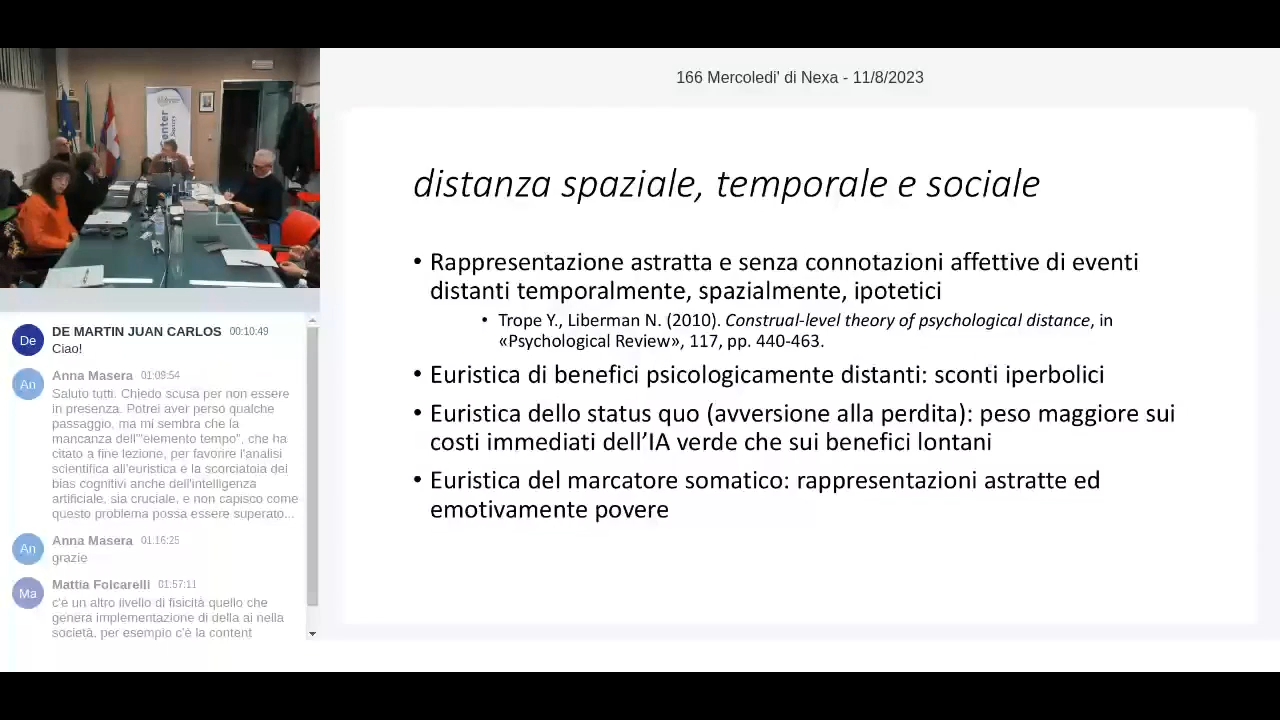 166 Mercoledi' di Nexa - 11/8/2023
distanza spaziale, temporale e sociale
• Rappresentazione astratta e senza connotazioni affettive di eventi
distanti temporalmente, spazialmente, ipotetici
• Trope Y., Liberman N. (2010). Construal-level theory of psychological distance, in
«Psychological Review», 117, pp. 440-463.
• Euristica di benefici psicologicamente distanti: sconti iperbolici
• Euristica dello status quo (avversione alla perdita): peso maggiore sui
costi immediati dell’IA verde che sui benefici lontani
• Euristica del marcatore somatico: rappresentazioni astratte ed
emotivamente povere
De
DE MARTIN JUAN CARLOS 00:10:49
Ciao!
An
Anna Masera 01:09:54
Saluto tutti. Chiedo scusa per non essere
in presenza. Potrei aver perso qualche
passaggio, ma mi sembra che la
mancanza dell'"elemento tempo", che ha
citato a fine lezione, per favorire l'analisi
scientifica all'euristica e la scorciatoia del
bias cognitivi anche dell'intelligenza
artificiale, sia cruciale, e non capisco come
questo problema possa essere superato...
An
Anna Masera 01:16:25
grazie
Ma
Mattia Folcarelli 01:57:11
c'è un altro livello di fisicità quello che
genera implementazione di della ai nella
società, per esempio c'è la content